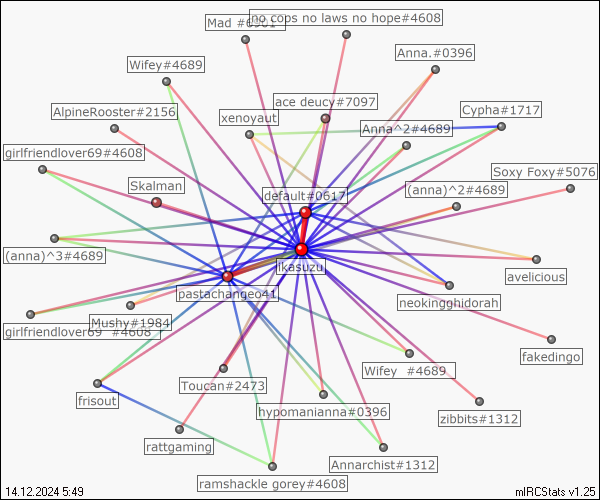 Mad #6901
no cops no laws no hope#4608
Anna.#0396
Wifey#4689
ace deucy#7097
AlpineRooster#2156
xenoyaut
Cypha#1717
Anna^2#4689
girlfriendlover69#4608
Soxy Foxy#5076
Skalman
default#0617
(anna)^2#4689
(anna)^3#4689
ikasuzu
avelicious
pastachangeo41
neokingghidorah
Mushy#1984
girlfriendlover69 #4608
fakedingo
Wifey #4689
frisout
Toucan#2473
hypomanianna#0396
zibbits#1312
rattgaming
Annarchist#1312
ramshackle gorey#4608
14.12.2024 5:49
mIRCStats v1.25